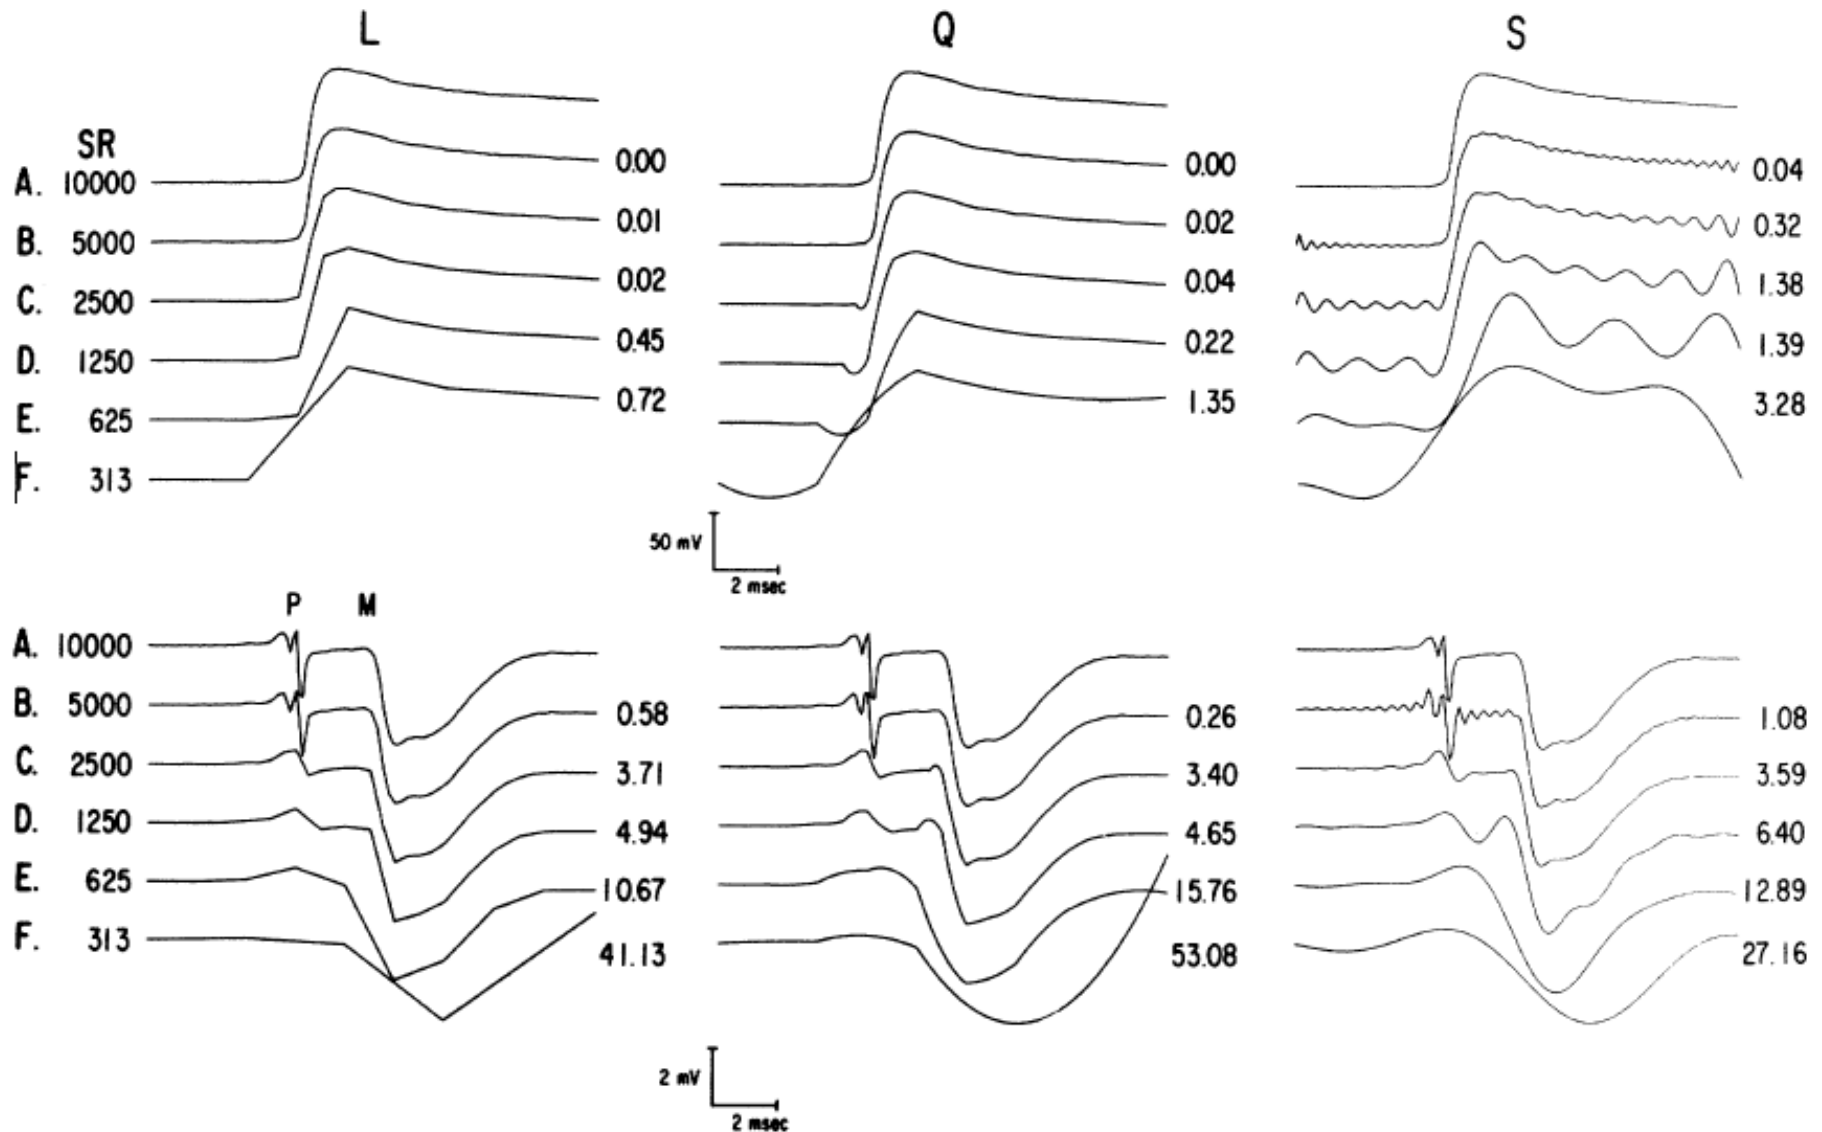 L Q S
SR
A. 10000
0.00 0.00 0.04
B. 5000
0.01 0.02 0.32
C. 2500
0.02 0.04 1.38
D. 1250
0.45 0.22 1.39
E. 625
0.72 1.35 3.28
F. 313
50 mV
2 msec
P M
A. 10000
B. 5000 0.58 0.26 1.08
C. 2500 3.71 3.40 3.59
D. 1250 4.94 4.65 6.40
E. 625 10.67 15.76 12.89
F. 313 41.13 53.08 27.16
2 mV
2 msec